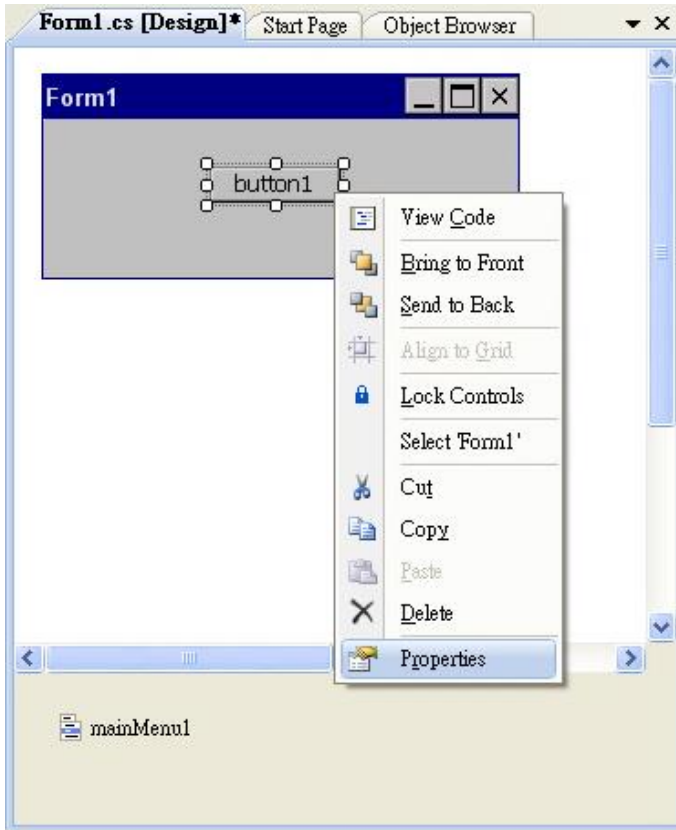 Form1.cs [Design]* Start Page Object Browser
Form1
button1
View Code
Bring to Front
Send to Back
Align to Grid
Lock Controls
Select 'Form1'
Cut
Copy
Paste
Delete
Properties
mainMenu1